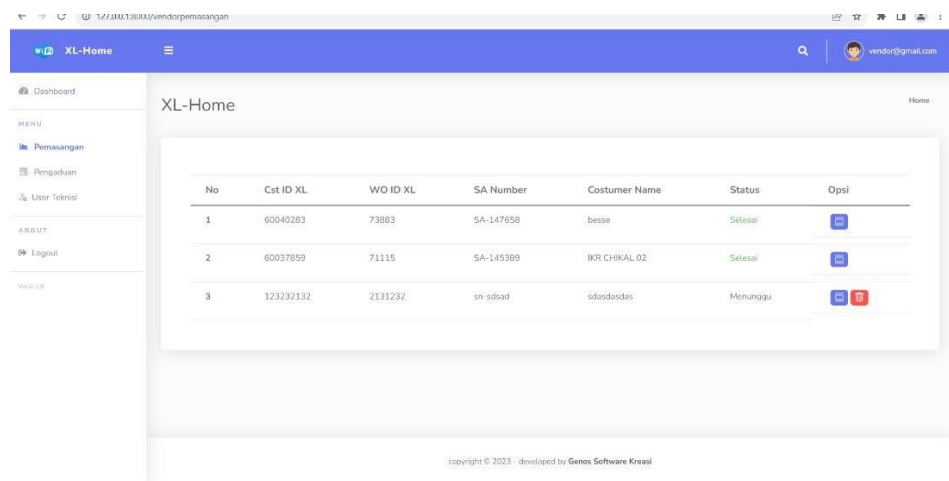 127.0.0.1:8000/vendorpemasangan
WiFi XL-Home
vendor@gmail.com
Dashboard
MENU
Pemasangan
Pengaduan
User Teknisi
ABOUT
Logout
XL-Home
Home
No Cst ID XL WO ID XL SA Number Costumer Name Status Opsi
1 60040283 73883 SA-147658 besse Selesai
2 60037859 71115 SA-145389 IKR CHIKAL 02 Selesai
3 123232132 2131232 sn-sdsad sdasdasdas Menunggu
copyright © 2023 - developed by Genos Software Kreasi